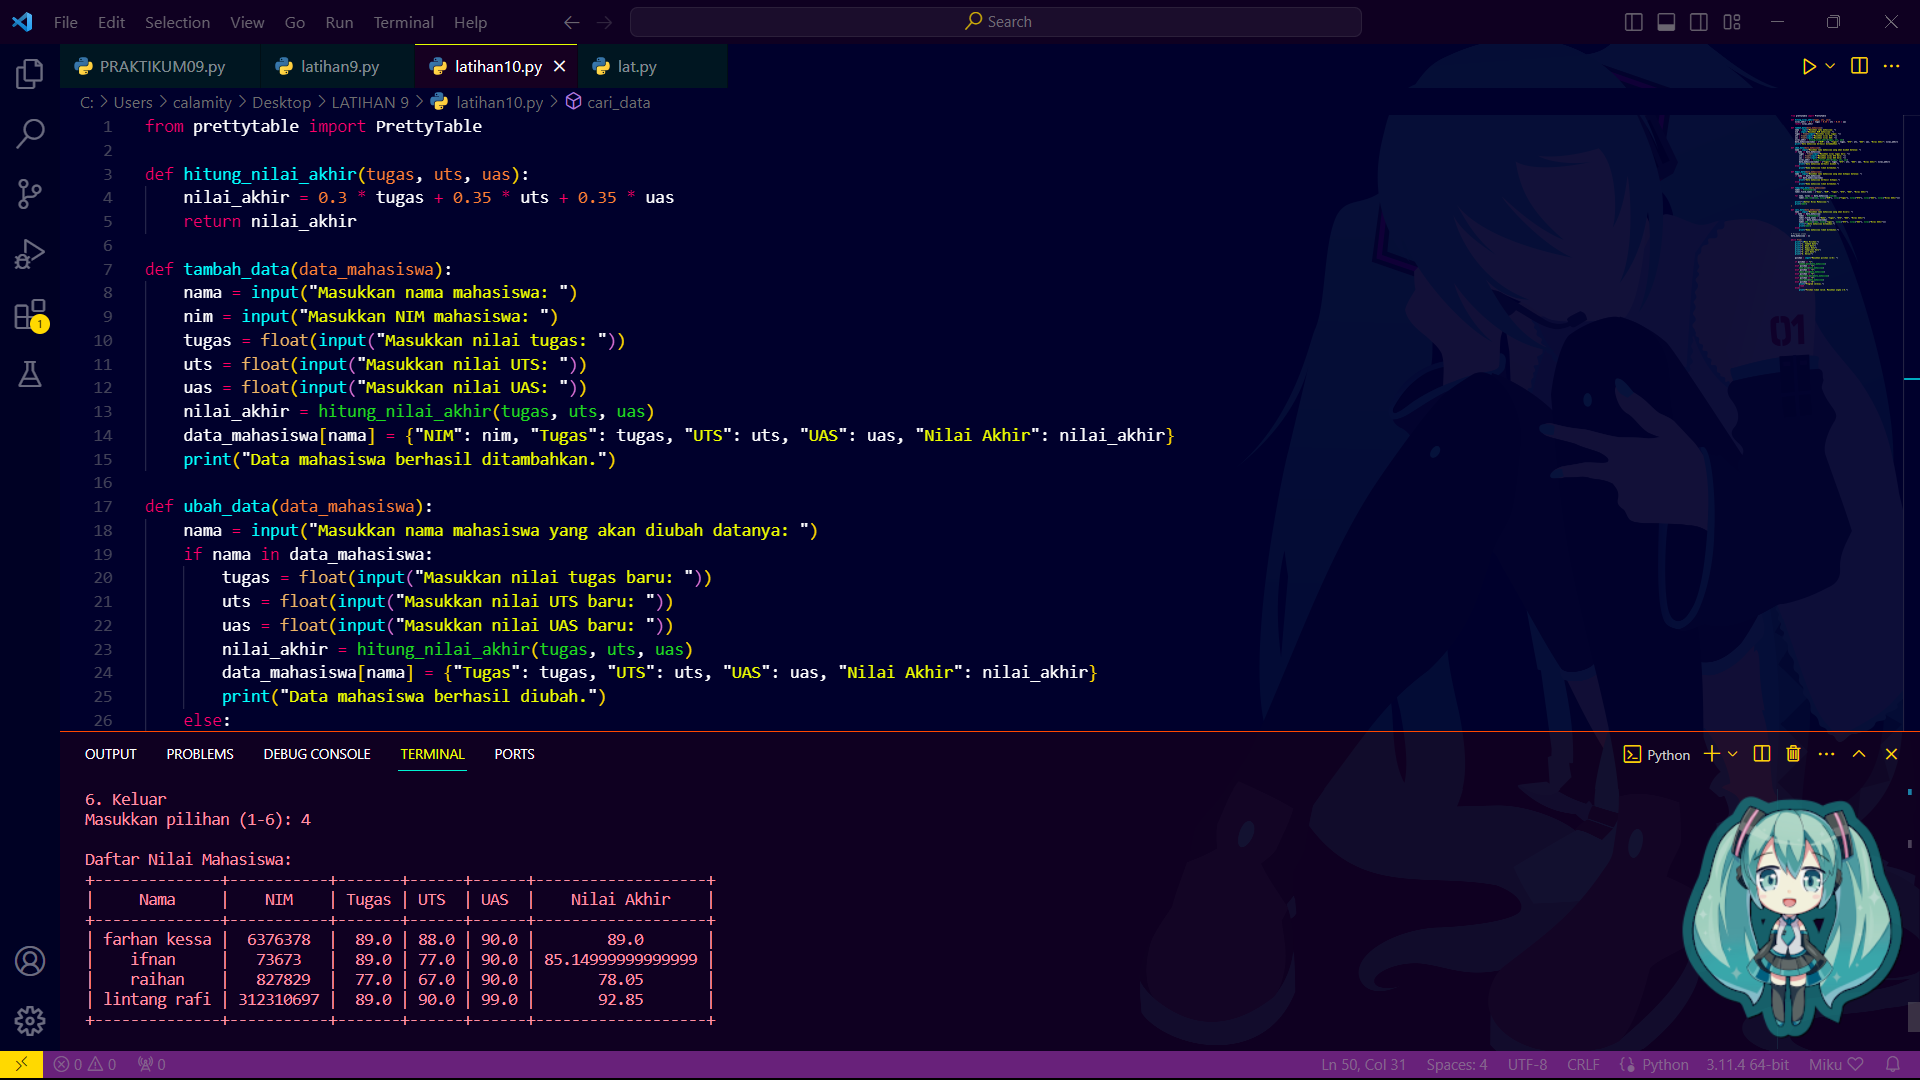 File Edit Selection View Go Run Terminal Help Search
PRAKTIKUM09.py latihan9.py latihan10.py lat.py
C: > Users > calamity > Desktop > LATIHAN 9 > latihan10.py > cari_data
1 from prettytable import PrettyTable
2
3 def hitung_nilai_akhir(tugas, uts, uas):
4 nilai_akhir = 0.3 * tugas + 0.35 * uts + 0.35 * uas
5 return nilai_akhir
6
7 def tambah_data(data_mahasiswa):
8 nama = input("Masukkan nama mahasiswa: ")
9 nim = input("Masukkan NIM mahasiswa: ")
10 tugas = float(input("Masukkan nilai tugas: "))
11 uts = float(input("Masukkan nilai UTS: "))
12 uas = float(input("Masukkan nilai UAS: "))
13 nilai_akhir = hitung_nilai_akhir(tugas, uts, uas)
14 data_mahasiswa[nama] = {"NIM": nim, "Tugas": tugas, "UTS": uts, "UAS": uas, "Nilai Akhir": nilai_akhir}
15 print("Data mahasiswa berhasil ditambahkan.")
16
17 def ubah_data(data_mahasiswa):
18 nama = input("Masukkan nama mahasiswa yang akan diubah datanya: ")
19 if nama in data_mahasiswa:
20 tugas = float(input("Masukkan nilai tugas baru: "))
21 uts = float(input("Masukkan nilai UTS baru: "))
22 uas = float(input("Masukkan nilai UAS baru: "))
23 nilai_akhir = hitung_nilai_akhir(tugas, uts, uas)
24 data_mahasiswa[nama] = {"Tugas": tugas, "UTS": uts, "UAS": uas, "Nilai Akhir": nilai_akhir}
25 print("Data mahasiswa berhasil diubah.")
26 else:
01
1
OUTPUT PROBLEMS DEBUG CONSOLE TERMINAL PORTS Python
6. Keluar
Masukkan pilihan (1-6): 4
Daftar Nilai Mahasiswa:
+--------------+-----------+-------+------+------+-------------------+
| Nama | NIM | Tugas | UTS | UAS | Nilai Akhir |
+--------------+-----------+-------+------+------+-------------------+
| farhan kessa | 6376378 | 89.0 | 88.0 | 90.0 | 89.0 |
| ifnan | 73673 | 89.0 | 77.0 | 90.0 | 85.14999999999999 |
| raihan | 827829 | 77.0 | 67.0 | 90.0 | 78.05 |
| lintang rafi | 312310697 | 89.0 | 90.0 | 99.0 | 92.85 |
+--------------+-----------+-------+------+------+-------------------+
0 0 0 Ln 50, Col 31 Spaces: 4 UTF-8 CRLF Python 3.11.4 64-bit Miku ♡